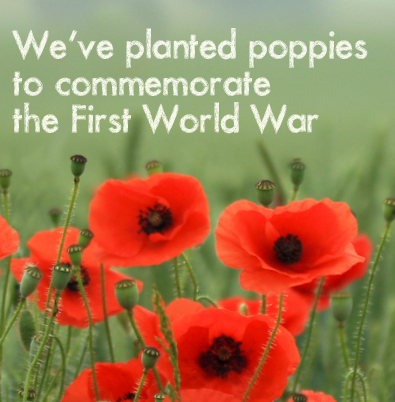 We've planted poppies
to commemorate
the First World War